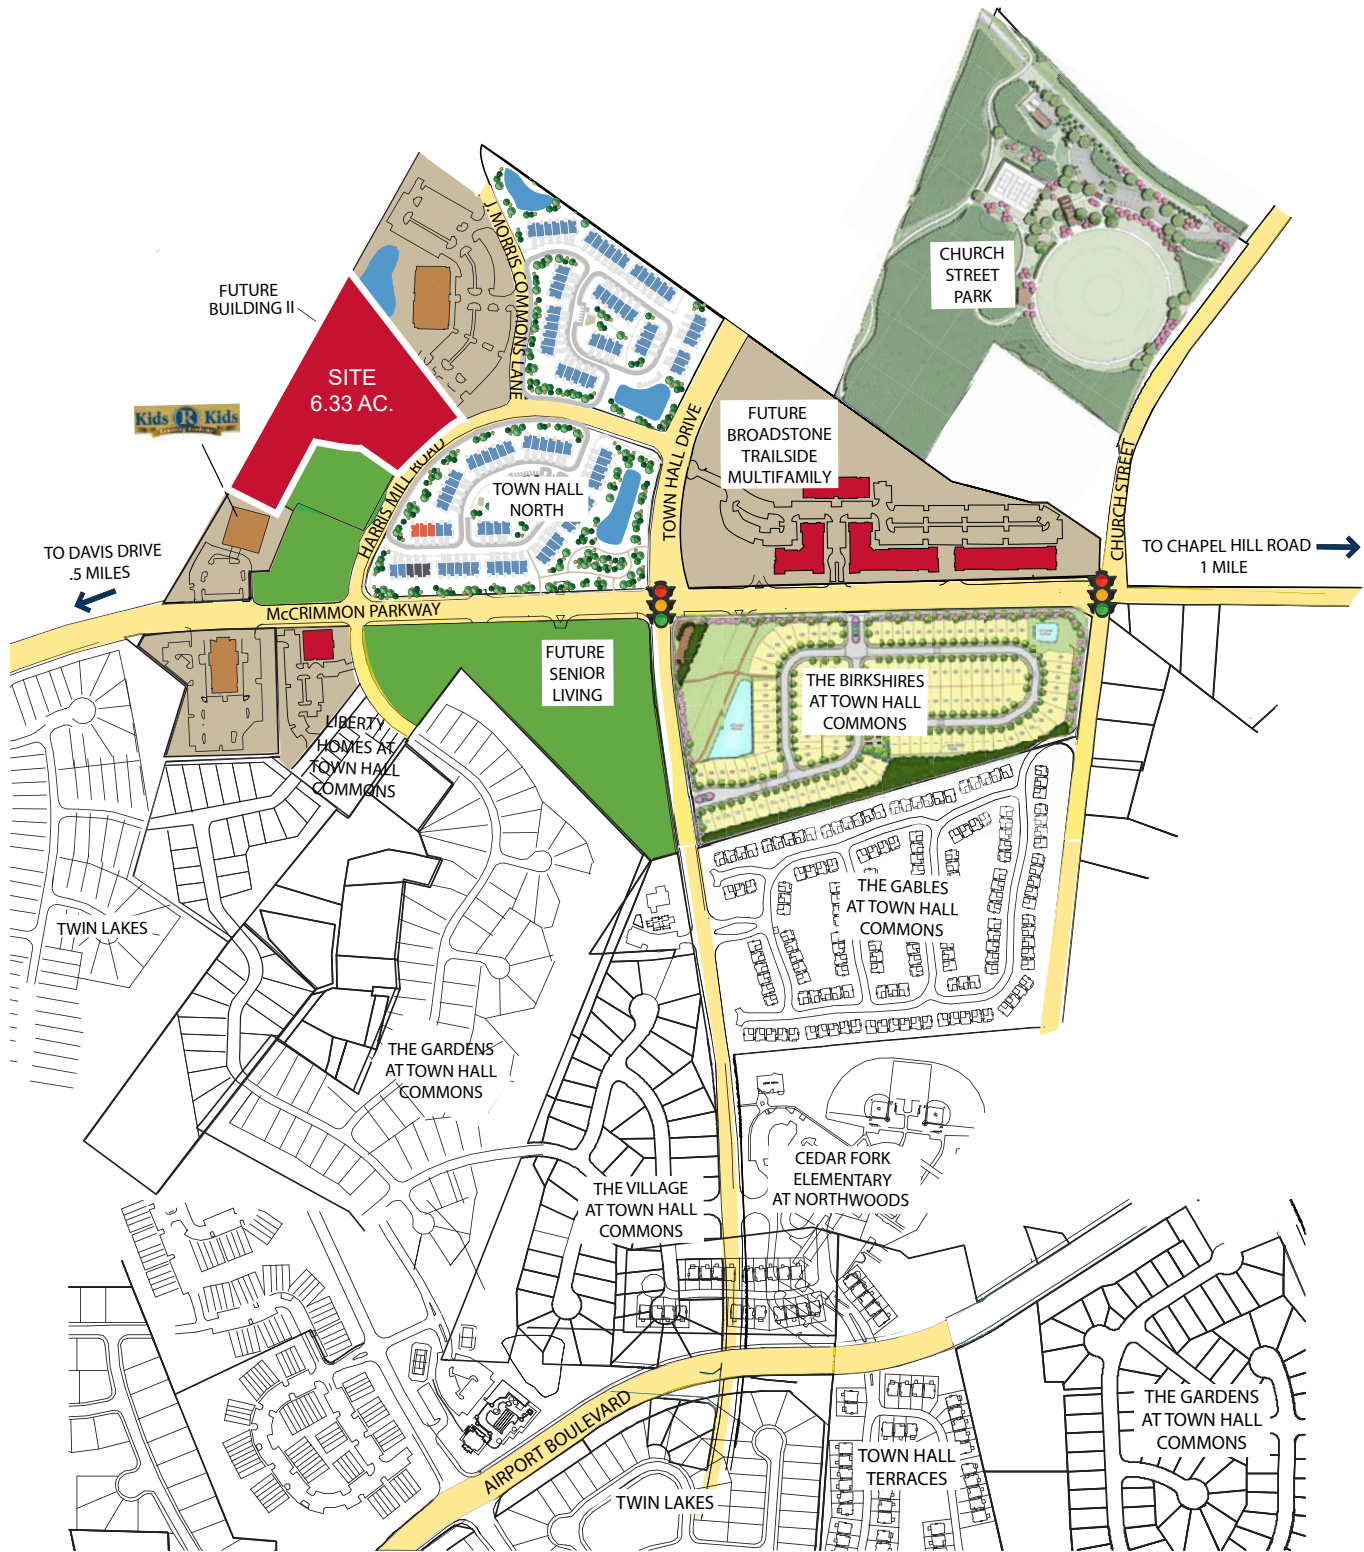 J. MORRIS COMMONS LANE
CHURCH
STREET
PARK
FUTURE
BUILDING II
SITE
6.33 AC.
Kids R Kids
Learning Academy
HARRIS MILL ROAD
TOWN HALL
NORTH
TOWN HALL DRIVE
FUTURE
BROADSTONE
TRAILSIDE
MULTIFAMILY
CHURCH STREET
TO DAVIS DRIVE
.5 MILES
TO CHAPEL HILL ROAD
1 MILE
McCRIMMON PARKWAY
FUTURE
SENIOR
LIVING
THE BIRKSHIRES
AT TOWN HALL
COMMONS
LIBERTY
HOMES AT
TOWN HALL
COMMONS
THE GABLES
AT TOWN HALL
COMMONS
TWIN LAKES
THE GARDENS
AT TOWN HALL
COMMONS
CEDAR FORK
ELEMENTARY
AT NORTHWOODS
THE VILLAGE
AT TOWN HALL
COMMONS
AIRPORT BOULEVARD
THE GARDENS
AT TOWN HALL
COMMONS
TOWN HALL
TERRACES
TWIN LAKES